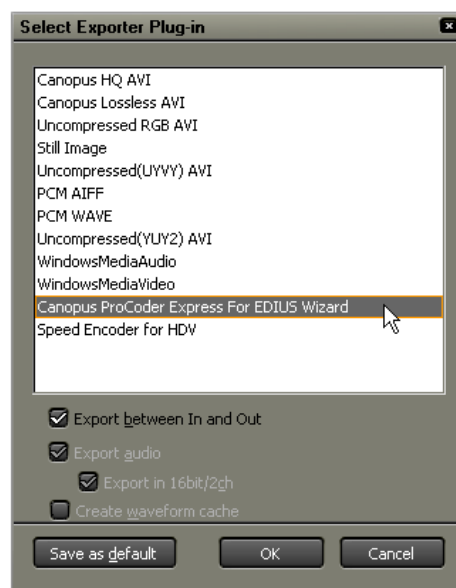 Select Exporter Plug-in
Canopus HQ AVI
Canopus Lossless AVI
Uncompressed RGB AVI
Still Image
Uncompressed(UYVY) AVI
PCM AIFF
PCM WAVE
Uncompressed(YUY2) AVI
WindowsMediaAudio
WindowsMediaVideo
Canopus ProCoder Express For EDIUS Wizard
Speed Encoder for HDV
Export between In and Out
Export audio
Export in 16bit/2ch
Create waveform cache
Save as default
OK
Cancel